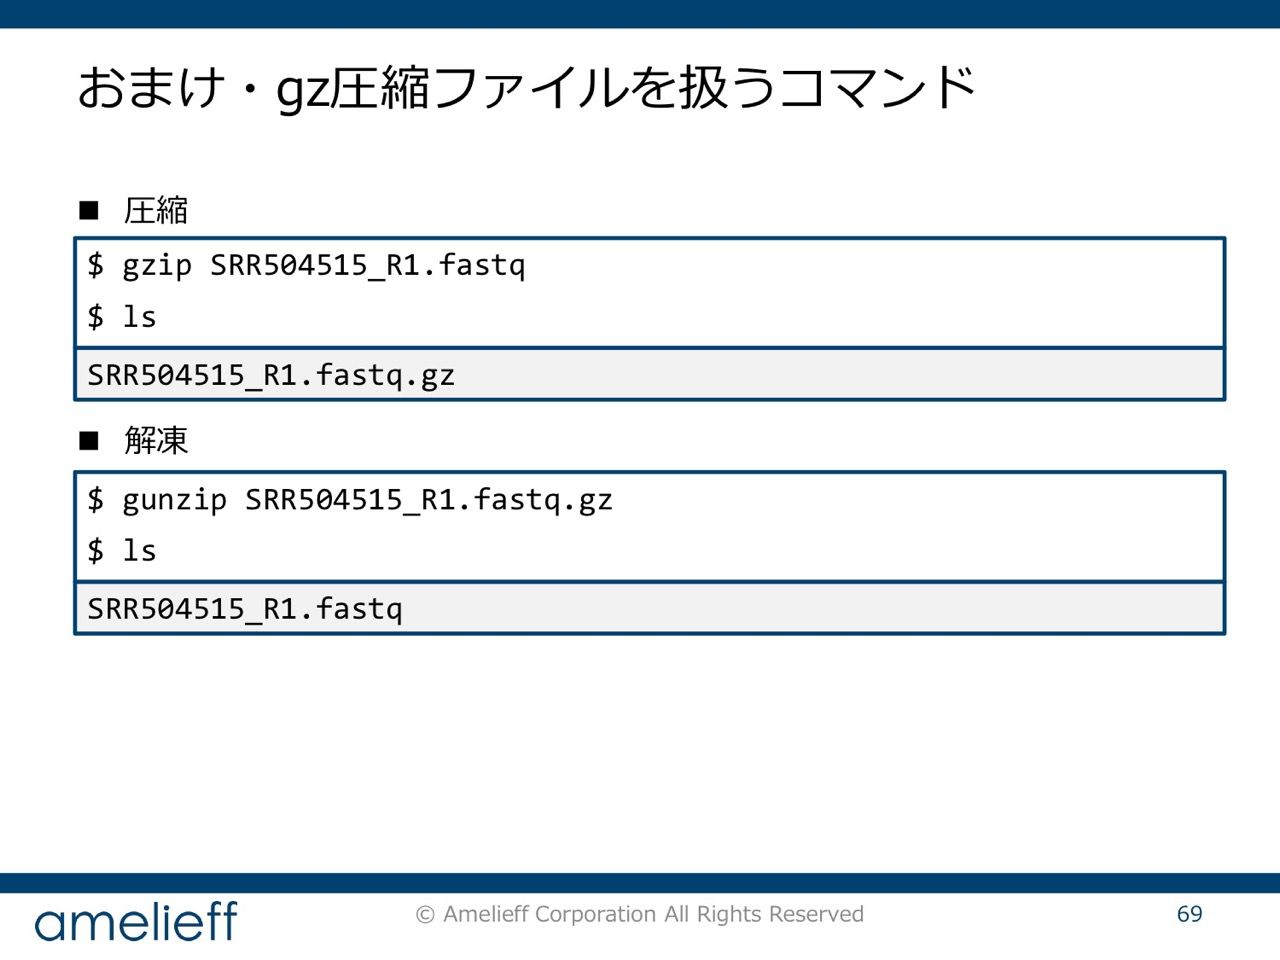 おまけ・gz圧縮ファイルを扱うコマンド
■ 圧縮
$ gzip SRR504515_R1.fastq
$ ls
SRR504515_R1.fastq.gz
■ 解凍
$ gunzip SRR504515_R1.fastq.gz
$ ls
SRR504515_R1.fastq
amelieff
© Amelieff Corporation All Rights Reserved
69